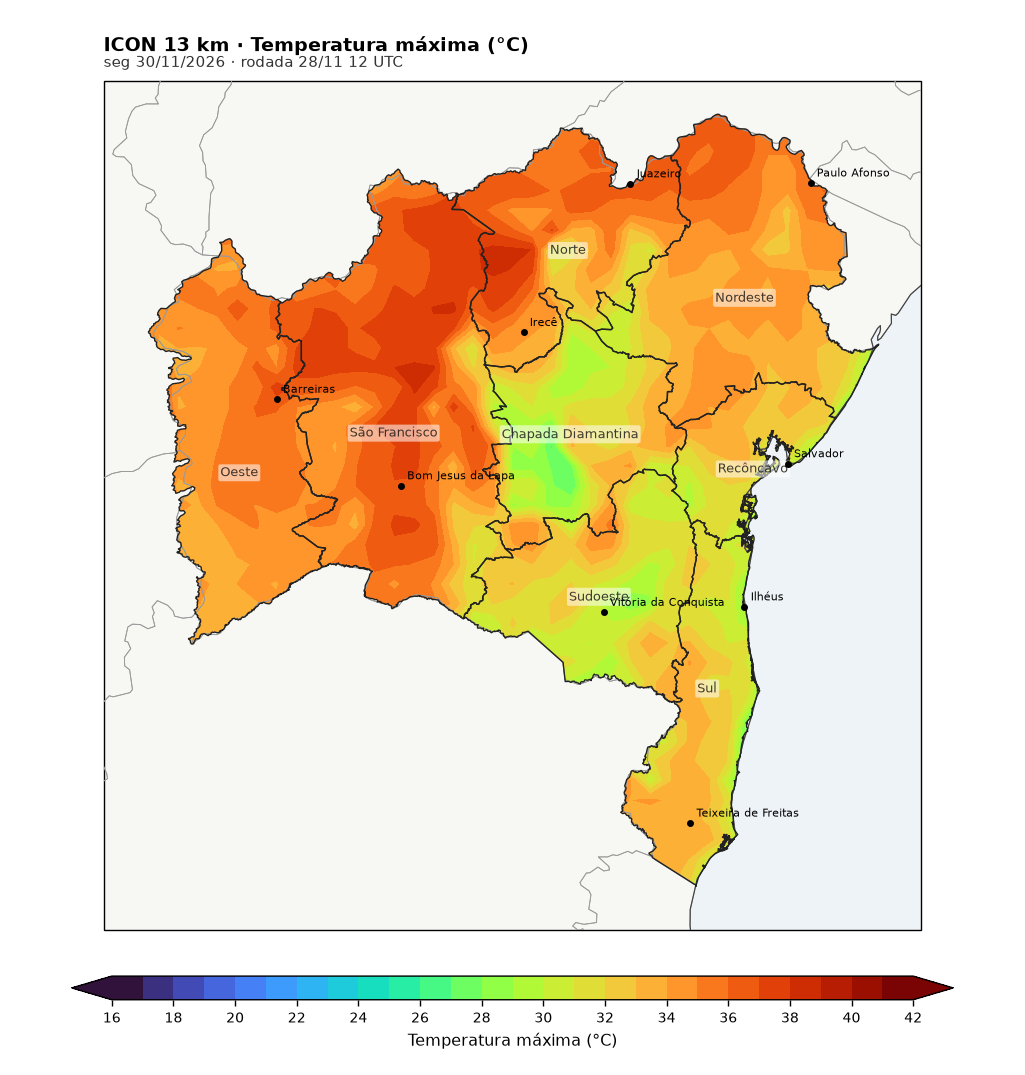 ICON 13 km · Temperatura máxima (°C)
seg 30/11/2026 · rodada 28/11 12 UTC
Juazeiro
Paulo Afonso
Norte
Nordeste
Irecê
Barreiras
São Francisco
Chapada Diamantina
Salvador
Recôncavo
Oeste
Bom Jesus da Lapa
Sudoeste
Vitória da Conquista
Ilhéus
Sul
Teixeira de Freitas
16 18 20 22 24 26 28 30 32 34 36 38 40 42
Temperatura máxima (°C)